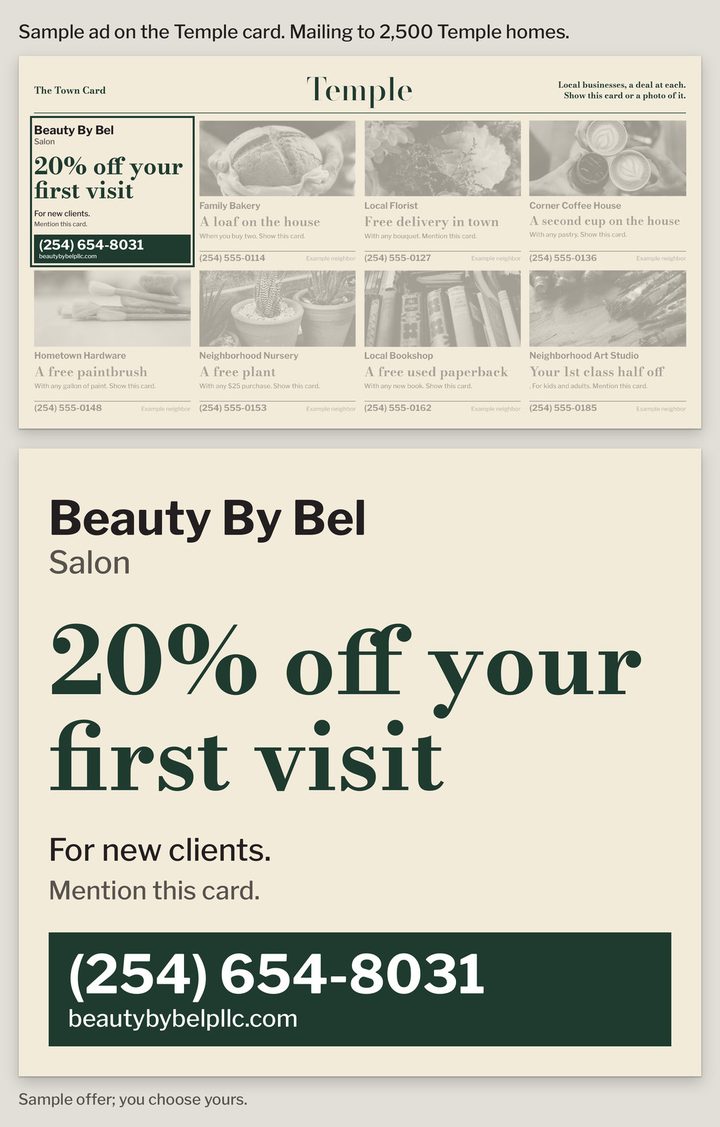 Sample ad on the Temple card. Mailing to 2,500 Temple homes.
The Town Card
Temple
Local businesses, a deal at each.
Show this card or a photo of it.
Beauty By Bel
Salon
20% off your
first visit
For new clients.
Mention this card.
(254) 654-8031
beautybybelpllc.com
Family Bakery
A loaf on the house
When you buy two. Show this card.
(254) 555-0114
Example neighbor
Local Florist
Free delivery in town
With any bouquet. Mention this card.
(254) 555-0127
Example neighbor
Corner Coffee House
A second cup on the house
With any pastry. Show this card.
(254) 555-0136
Example neighbor
Hometown Hardware
A free paintbrush
With any gallon of paint. Show this card.
(254) 555-0148
Example neighbor
Neighborhood Nursery
A free plant
With any $25 purchase. Show this card.
(254) 555-0153
Example neighbor
Local Bookshop
A free used paperback
With any new book. Show this card.
(254) 555-0162
Example neighbor
Neighborhood Art Studio
Your 1st class half off
For kids and adults. Mention this card.
(254) 555-0185
Example neighbor
Beauty By Bel
Salon
20% off your
first visit
For new clients.
Mention this card.
(254) 654-8031
beautybybelpllc.com
Sample offer; you choose yours.